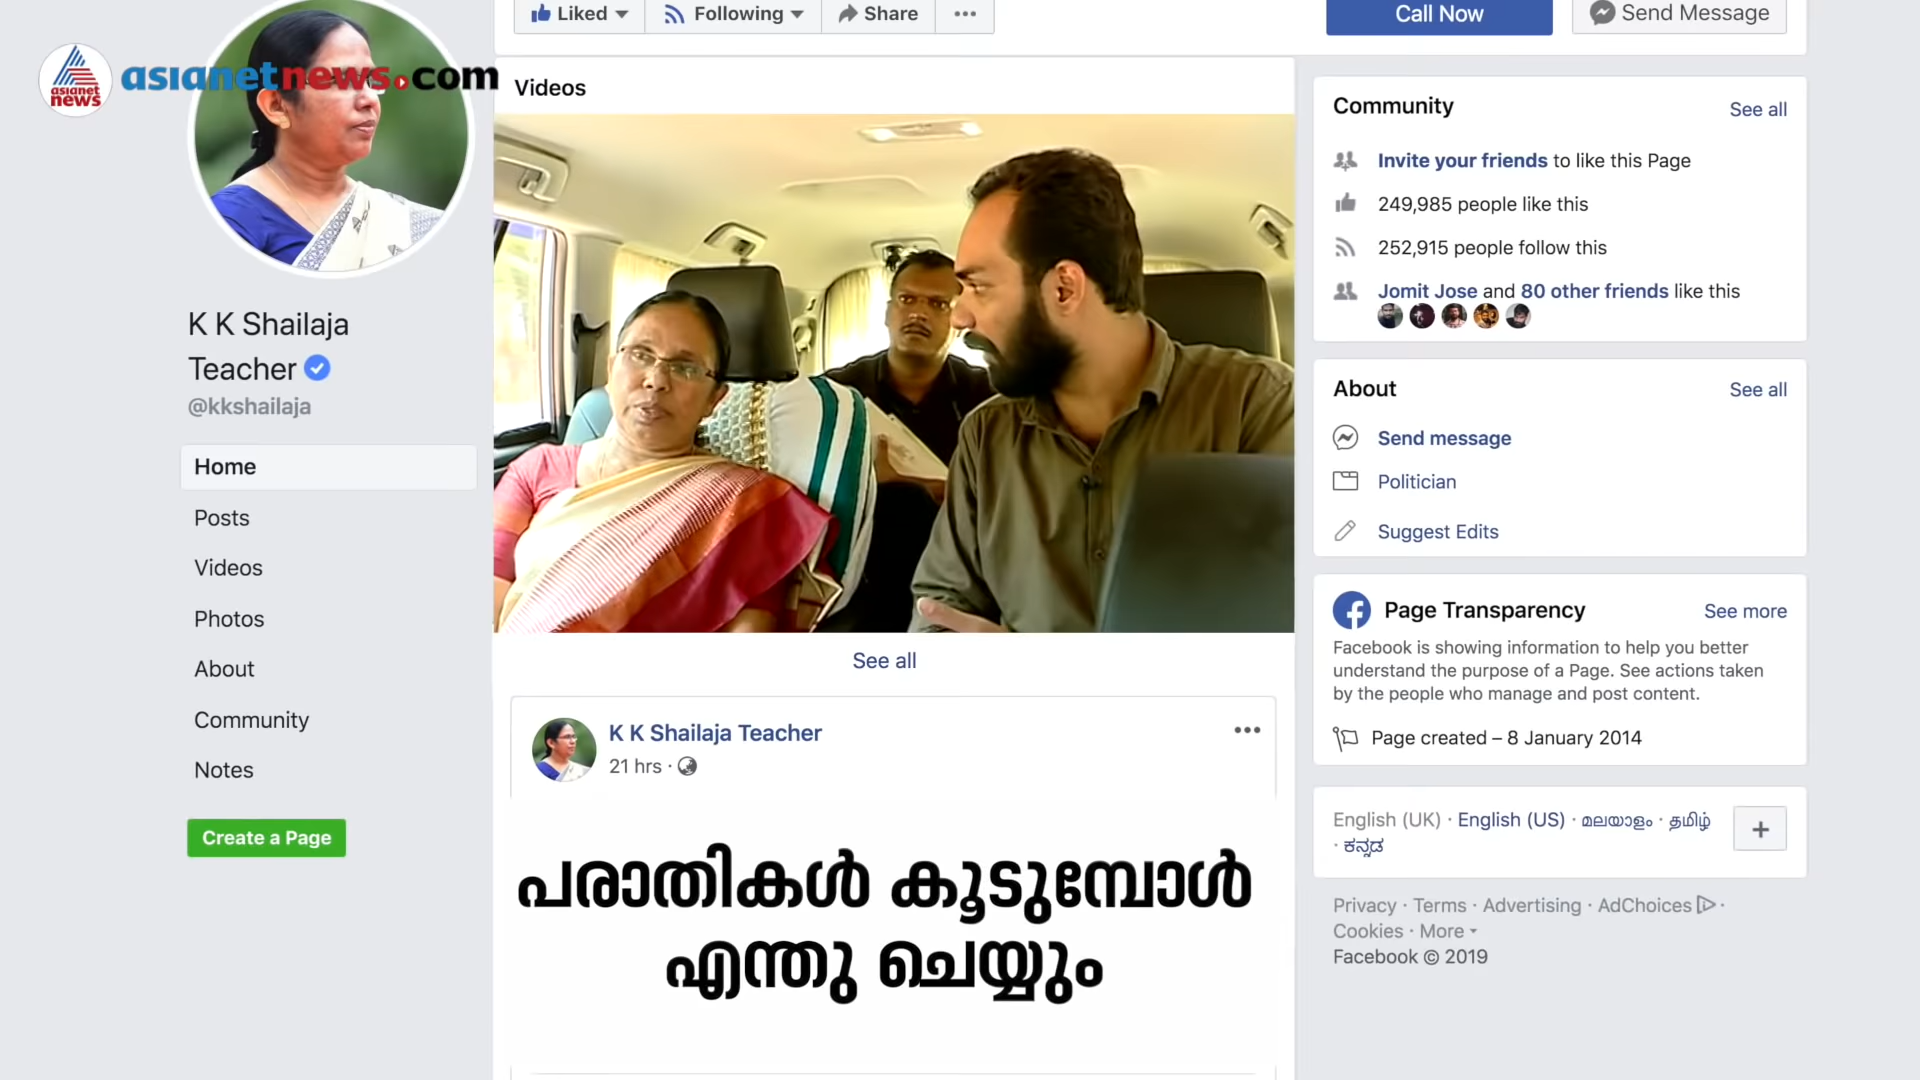 Liked
Following
Share
Call Now
Send Message
asianet news
asianetnews.com
K K Shailaja
Teacher
@kkshailaja
Home
Posts
Videos
Photos
About
Community
Notes
Create a Page
Videos
See all
K K Shailaja Teacher
21 hrs ·
പരാതികൾ കൂടുമ്പോൾ
എന്തു ചെയ്യും
Community
See all
Invite your friends to like this Page
249,985 people like this
252,915 people follow this
Jomit Jose and 80 other friends like this
About
See all
Send message
Politician
Suggest Edits
Page Transparency
See more
Facebook is showing information to help you better
understand the purpose of a Page. See actions taken
by the people who manage and post content.
Page created – 8 January 2014
English (UK) · English (US) · മലയാളം · தமிழ்
· ಕನ್ನಡ
Privacy · Terms · Advertising · AdChoices ·
Cookies · More
Facebook © 2019